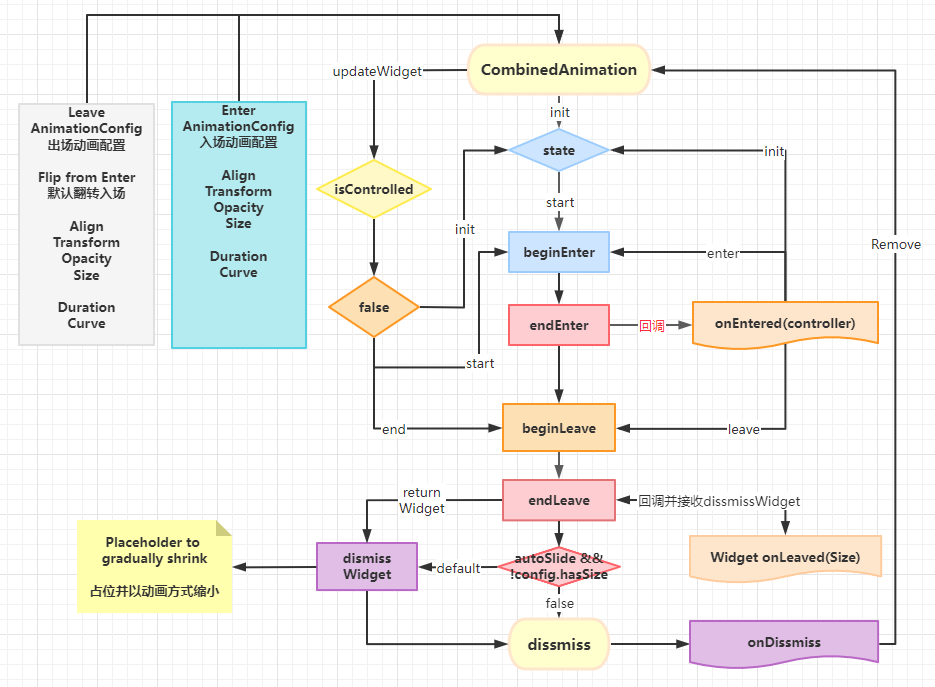 CombinedAnimation
updateWidget
Leave
AnimationConfig
出场动画配置
Flip from Enter
默认翻转入场
Align
Transform
Opacity
Size
Duration
Curve
Enter
AnimationConfig
入场动画配置
Align
Transform
Opacity
Size
Duration
Curve
init
state
init
isControlled
start
init
beginEnter
enter
Remove
false
endEnter
回调
onEntered(controller)
start
end
beginLeave
leave
return
Widget
endLeave
回调并接收dissmissWidget
Placeholder to
gradually shrink
占位并以动画方式缩小
dismiss
Widget
default
autoSlide &&
!config.hasSize
Widget onLeaved(Size)
false
dissmiss
onDissmiss